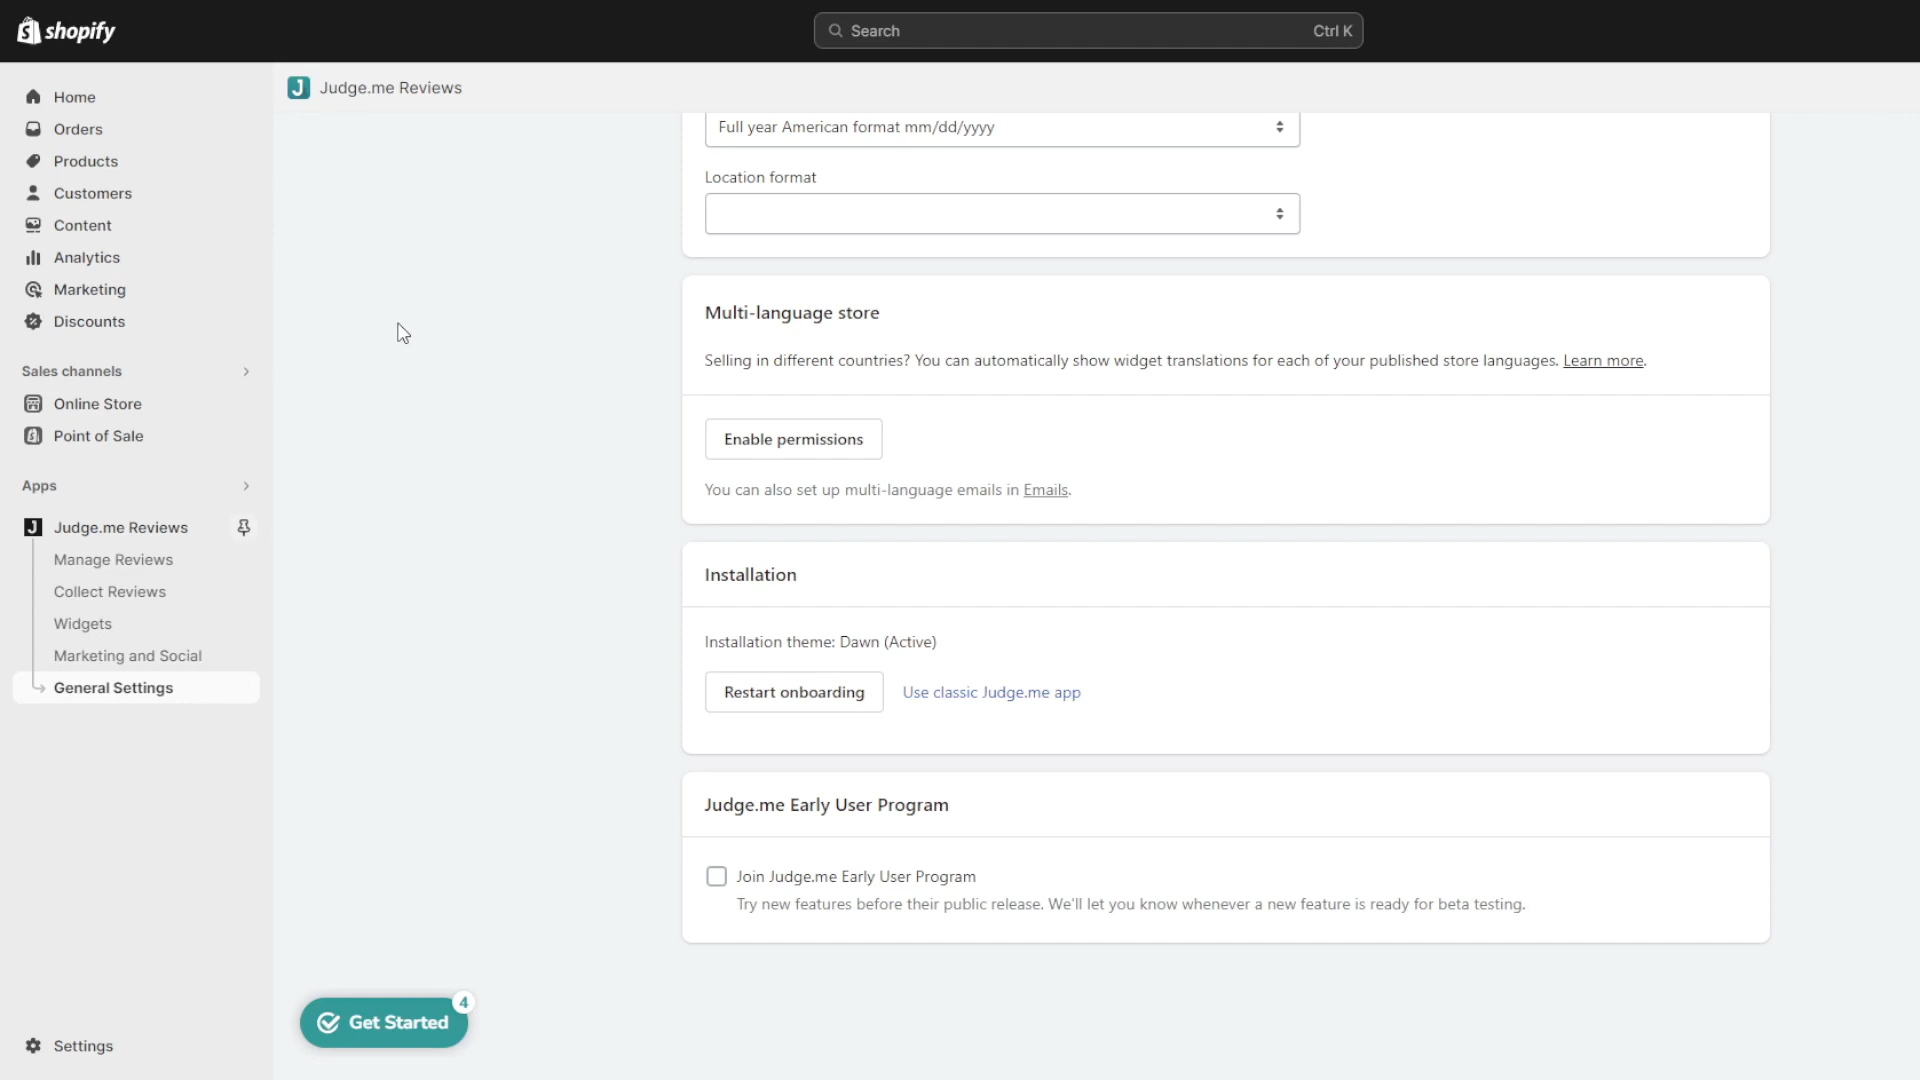 shopify
Search Ctrl K
Home
Orders
Products
Customers
Content
Analytics
Marketing
Discounts
Sales channels
Online Store
Point of Sale
Apps
J Judge.me Reviews
Manage Reviews
Collect Reviews
Widgets
Marketing and Social
General Settings
Settings
J Judge.me Reviews
Full year American format mm/dd/yyyy
Location format
Multi-language store
Selling in different countries? You can automatically show widget translations for each of your published store languages. Learn more.
Enable permissions
You can also set up multi-language emails in Emails.
Installation
Installation theme: Dawn (Active)
Restart onboarding Use classic Judge.me app
Judge.me Early User Program
Join Judge.me Early User Program
Try new features before their public release. We'll let you know whenever a new feature is ready for beta testing.
4
Get Started